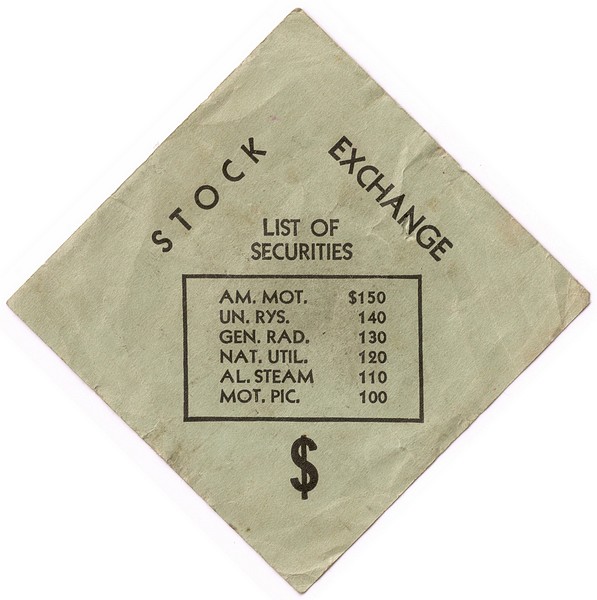 STOCK EXCHANGE
LIST OF
SECURITIES
AM. MOT. $150
UN. RYS. 140
GEN. RAD. 130
NAT. UTIL. 120
AL. STEAM 110
MOT. PIC. 100
$